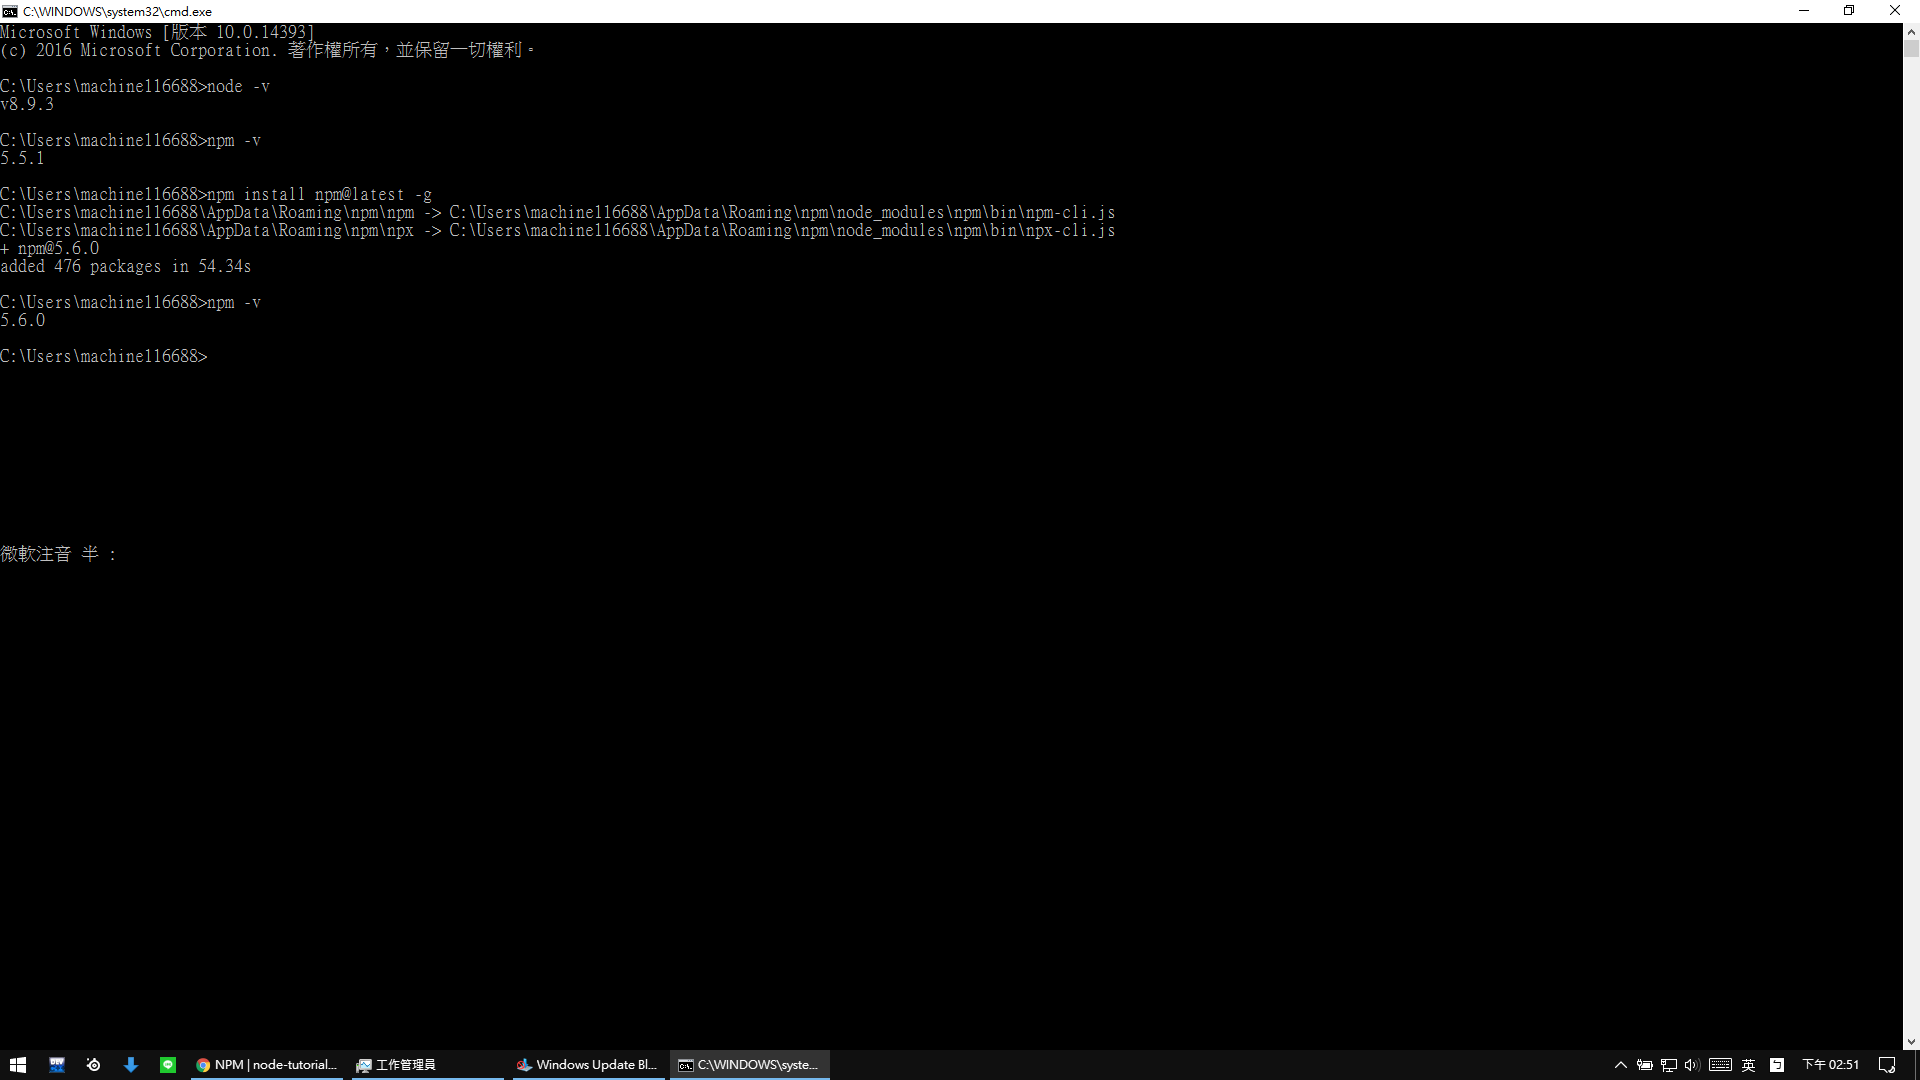 C:\WINDOWS\system32\cmd.exe
Microsoft Windows [版本 10.0.14393]
(c) 2016 Microsoft Corporation. 著作權所有，並保留一切權利。
C:\Users\machine116688>node -v
v8.9.3
C:\Users\machine116688>npm -v
5.5.1
C:\Users\machine116688>npm install npm@latest -g
C:\Users\machine116688\AppData\Roaming\npm\npm -> C:\Users\machine116688\AppData\Roaming\npm\node_modules\npm\bin\npm-cli.js
C:\Users\machine116688\AppData\Roaming\npm\npx -> C:\Users\machine116688\AppData\Roaming\npm\node_modules\npm\bin\npx-cli.js
+ npm@5.6.0
added 476 packages in 54.34s
C:\Users\machine116688>npm -v
5.6.0
C:\Users\machine116688>
微軟注音 半 :
NPM | node-tutorial... 工作管理員 Windows Update Bl... C:\WINDOWS\syste... 英 ㄅ 下午 02:51